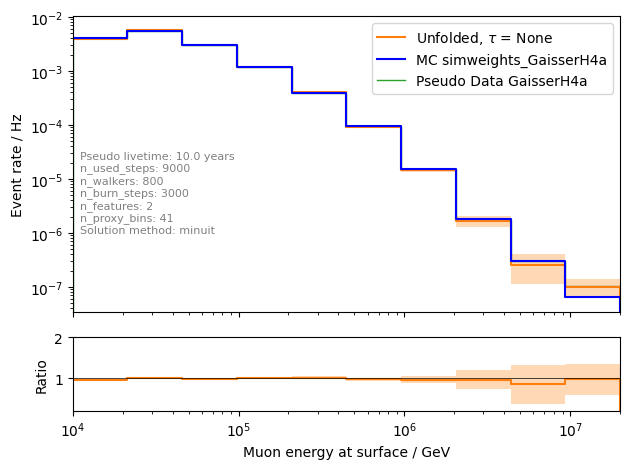 10⁻²
10⁻³
10⁻⁴
10⁻⁵
10⁻⁶
10⁻⁷
Event rate / Hz
Unfolded, τ = None
MC simweights_GaisserH4a
Pseudo Data GaisserH4a
Pseudo livetime: 10.0 years
n_used_steps: 9000
n_walkers: 800
n_burn_steps: 3000
n_features: 2
n_proxy_bins: 41
Solution method: minuit
2
1
Ratio
10⁴
10⁵
10⁶
10⁷
Muon energy at surface / GeV